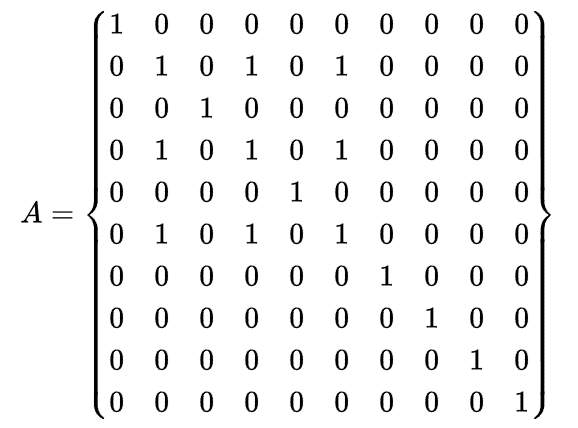 1 0 0 0 0 0 0 0 0 0
0 1 0 1 0 1 0 0 0 0
0 0 1 0 0 0 0 0 0 0
0 1 0 1 0 1 0 0 0 0
0 0 0 0 1 0 0 0 0 0
A =
0 1 0 1 0 1 0 0 0 0
0 0 0 0 0 0 1 0 0 0
0 0 0 0 0 0 0 1 0 0
0 0 0 0 0 0 0 0 1 0
0 0 0 0 0 0 0 0 0 1